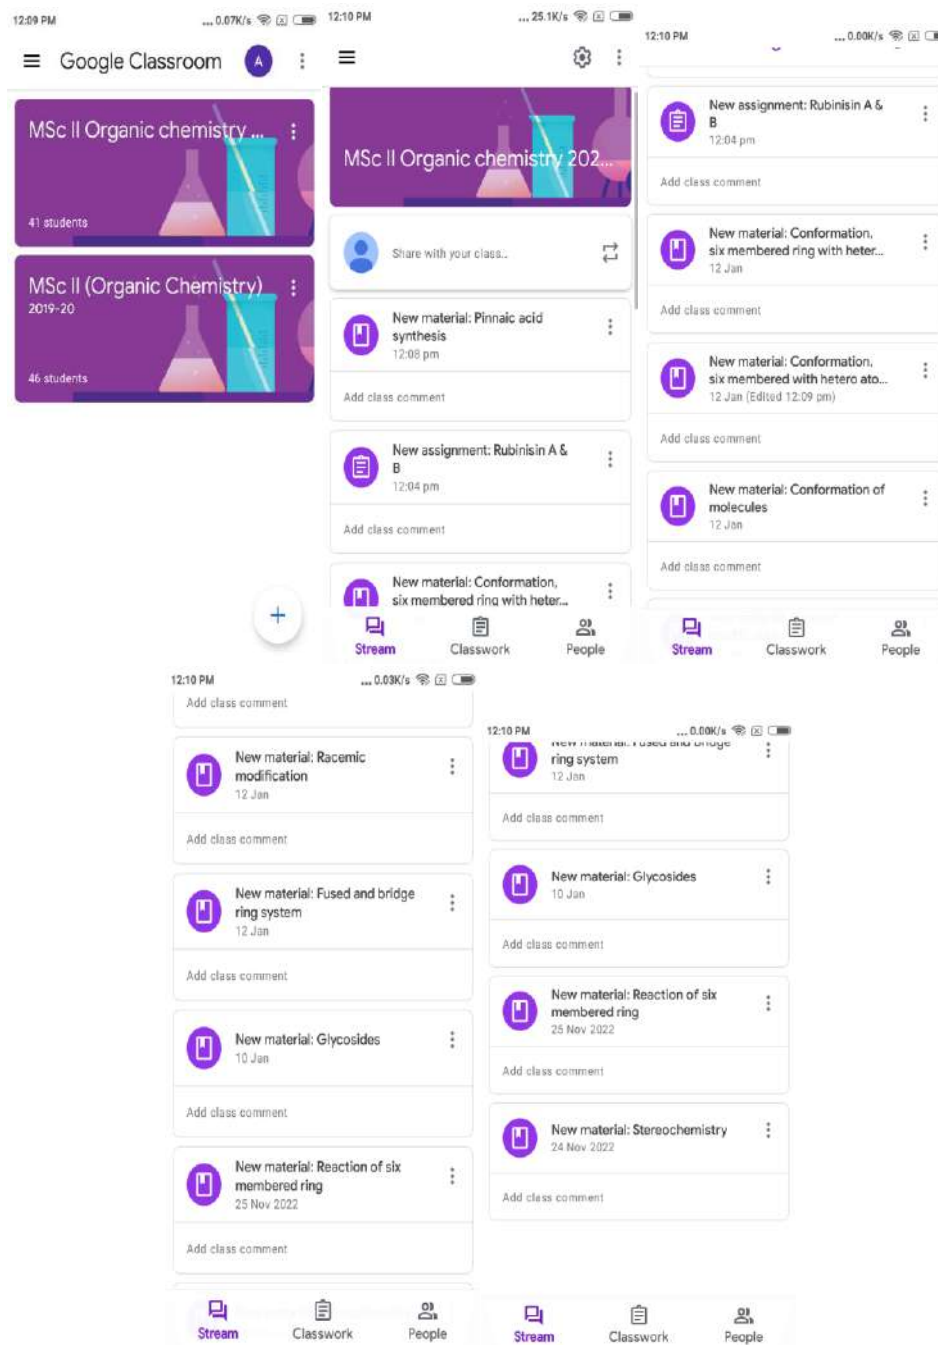 12:09 PM
... 0.07K/s
Google Classroom
A
MSc II Organic chemistry ...
41 students
MSc II (Organic Chemistry)
2019-20
46 students
+
12:10 PM
... 25.1K/s
MSc II Organic chemistry 202...
Share with your class...
New material: Pinnaic acid
synthesis
12:08 pm
Add class comment
New assignment: Rubinisin A &
B
12:04 pm
Add class comment
New material: Conformation,
six membered ring with heter...
Stream
Classwork
People
12:10 PM
... 0.00K/s
New assignment: Rubinisin A &
B
12:04 pm
Add class comment
New material: Conformation,
six membered ring with heter...
12 Jan
Add class comment
New material: Conformation,
six membered with hetero ato...
12 Jan (Edited 12:09 pm)
Add class comment
New material: Conformation of
molecules
12 Jan
Add class comment
Stream
Classwork
People
12:10 PM
... 0.03K/s
Add class comment
New material: Racemic
modification
12 Jan
Add class comment
New material: Fused and bridge
ring system
12 Jan
Add class comment
New material: Glycosides
10 Jan
Add class comment
New material: Reaction of six
membered ring
25 Nov 2022
Add class comment
Stream
Classwork
People
12:10 PM
... 0.00K/s
New material: Fused and bridge
ring system
12 Jan
Add class comment
New material: Glycosides
10 Jan
Add class comment
New material: Reaction of six
membered ring
25 Nov 2022
Add class comment
New material: Stereochemistry
24 Nov 2022
Add class comment
Stream
Classwork
People